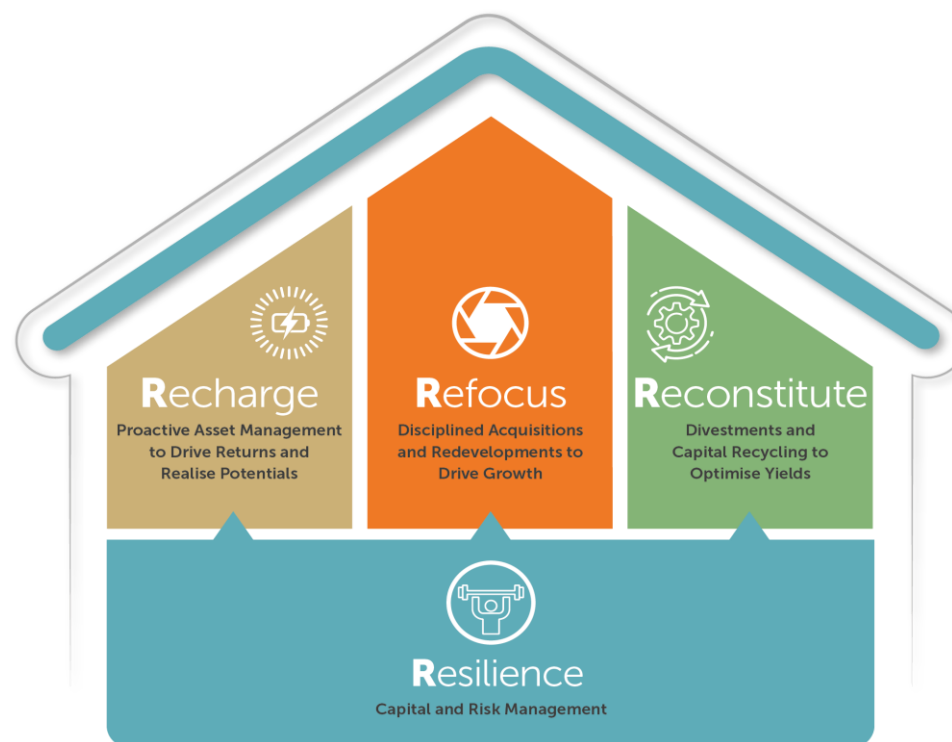 Recharge
Proactive Asset Management
to Drive Returns and
Realise Potentials
Refocus
Disciplined Acquisitions
and Redevelopments to
Drive Growth
Reconstitute
Divestments and
Capital Recycling to
Optimise Yields
Resilience
Capital and Risk Management